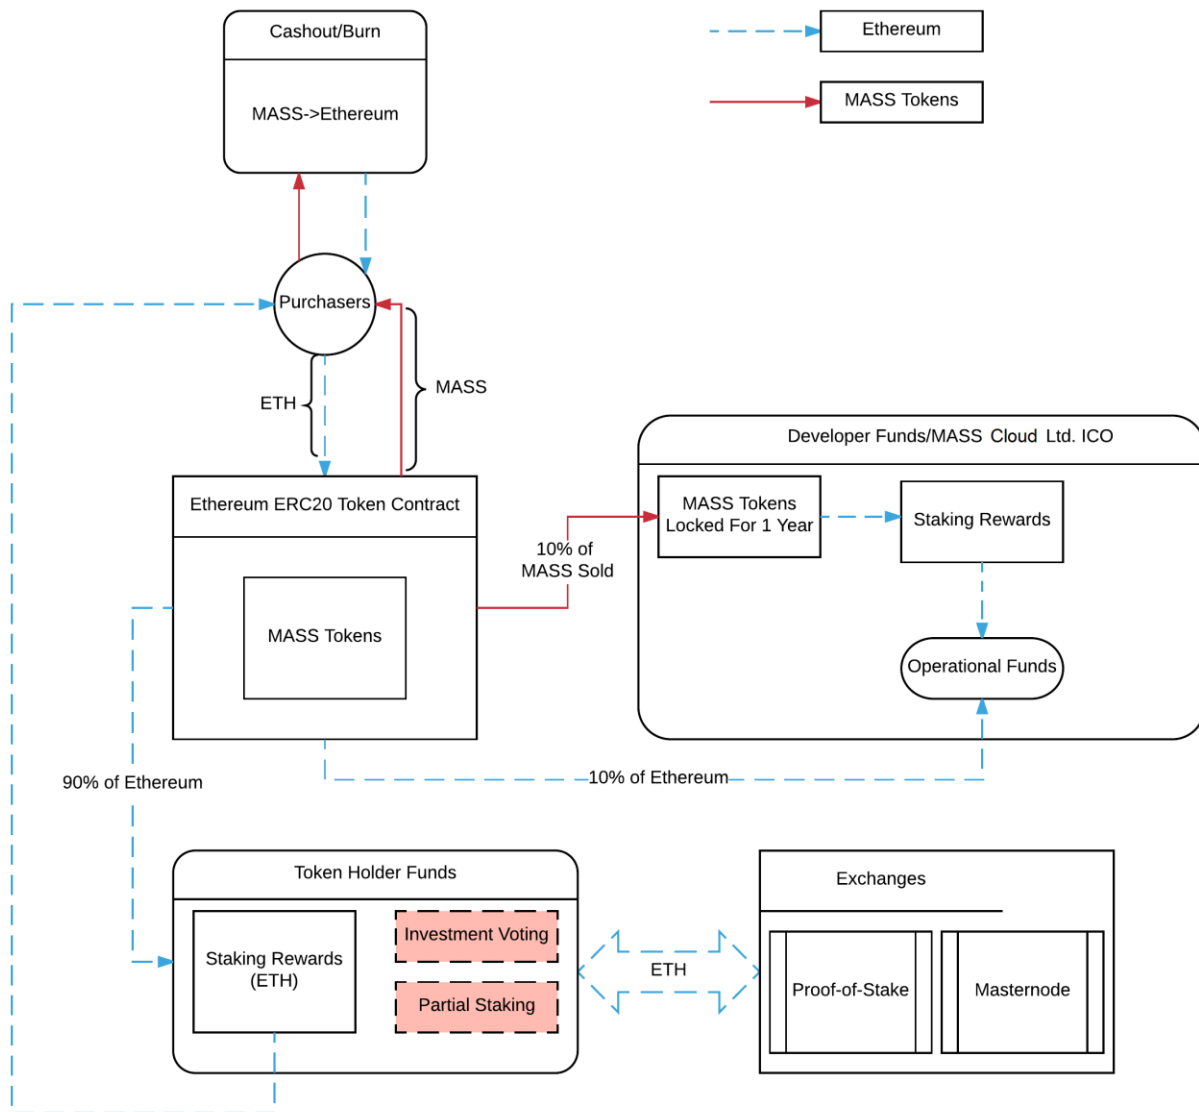 Cashout/Burn
MASS->Ethereum
Ethereum
MASS Tokens
Purchasers
ETH
MASS
Ethereum ERC20 Token Contract
MASS Tokens
10% of
MASS Sold
Developer Funds/MASS Cloud Ltd. ICO
MASS Tokens
Locked For 1 Year
Staking Rewards
Operational Funds
90% of Ethereum
10% of Ethereum
Token Holder Funds
Staking Rewards
(ETH)
Investment Voting
Partial Staking
ETH
Exchanges
Proof-of-Stake
Masternode